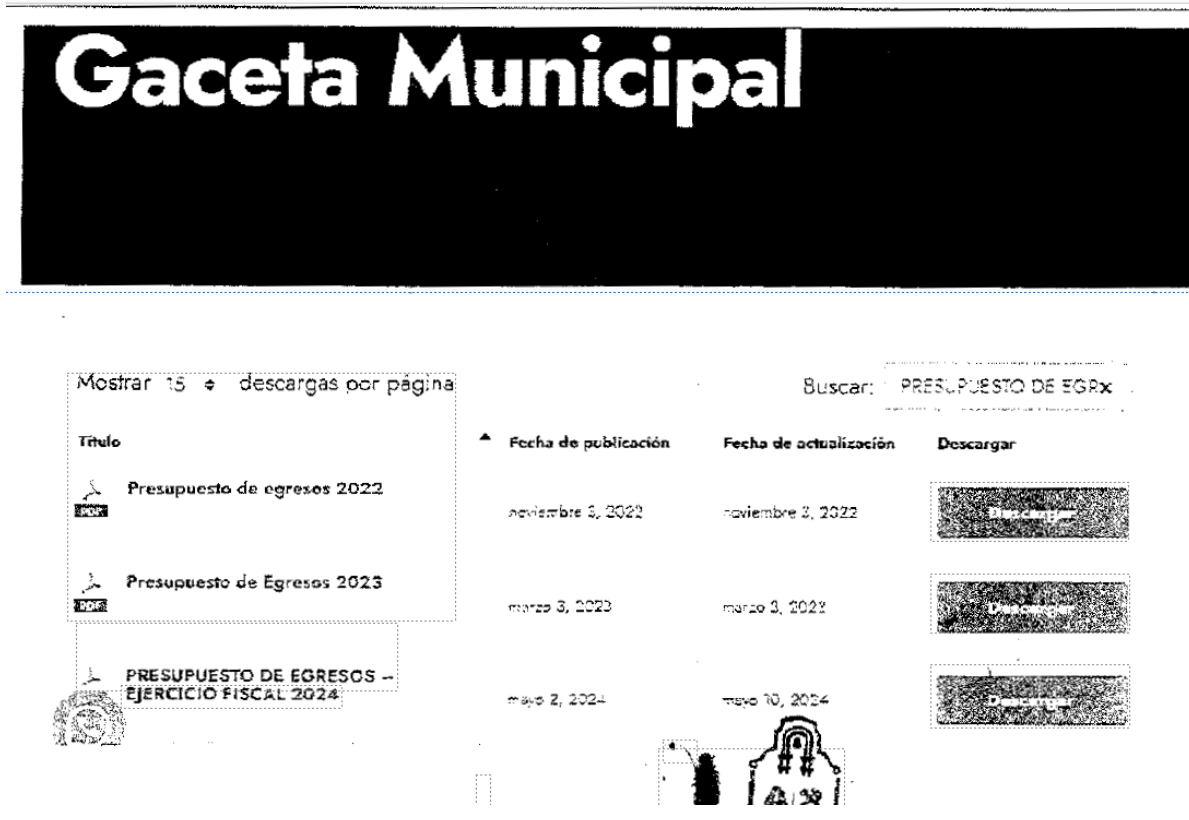 Gaceta Municipal
Mostrar 15 descargas por página
Buscar: PRESUPUESTO DE EGR x
Título Fecha de publicación Fecha de actualización Descargar
Presupuesto de egresos 2022
PDF
noviembre 3, 2022 noviembre 3, 2022 Descargar
Presupuesto de Egresos 2023
PDF
marzo 3, 2023 marzo 3, 2023 Descargar
PRESUPUESTO DE EGRESOS –
EJERCICIO FISCAL 2024
mayo 2, 2024 mayo 10, 2024 Descargar